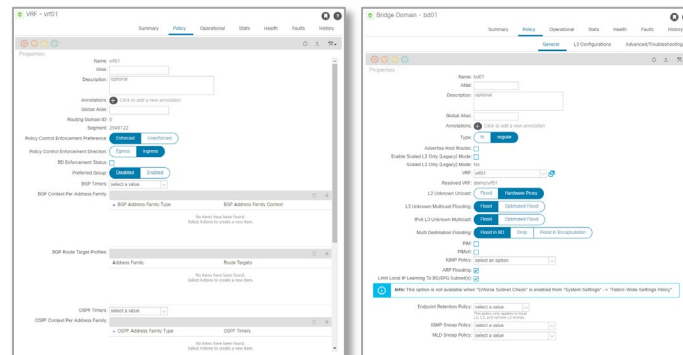 VRF - vrf01
Summary Policy Operational Stats Health Faults History
Properties
Name: vrf01
Alias:
Description: optional
Annotations: Click to add a new annotation
Global Alias:
Routing Domain ID: 0
Segment: 2949122
Policy Control Enforcement Preference: Enforced Unenforced
Policy Control Enforcement Direction: Egress Ingress
BD Enforcement Status:
Preferred Group: Disabled Enabled
BGP Timers: select a value
BGP Context Per Address Family:
BGP Address Family Type BGP Address Family Context
No items have been found.
Select Actions to create a new item.
BGP Route Target Profiles:
Address Family Route Targets
No items have been found.
Select Actions to create a new item.
OSPF Timers: select a value
OSPF Context Per Address Family:
OSPF Address Family Type OSPF Timers
No items have been found.
Select Actions to create a new item.
Bridge Domain - bd01
Summary Policy Operational Stats Health Faults History
General L3 Configurations Advanced/Troubleshooting
Properties
Name: bd01
Alias:
Description: optional
Global Alias:
Annotations: Click to add a new annotation
Type: fc regular
Advertise Host Routes:
Enable Scaled L2 Only (Legacy) Mode:
Scaled L2 Only (Legacy) Mode: No
VRF: vrf01
Resolved VRF: demo/vrf01
L2 Unknown Unicast: Flood Hardware Proxy
L3 Unknown Multicast Flooding: Flood Optimized Flood
IPv6 L3 Unknown Multicast: Flood Optimized Flood
Multi Destination Flooding: Flood in BD Drop Flood in Encapsulation
PIM:
PIMv6:
IGMP Policy: select an option
ARP Flooding:
Limit Local IP Learning To BD/EPG Subnet(s):
Info: This option is not available when "Enforce Subnet Check" is enabled from "System Settings" -> "Fabric-Wide Settings Policy"
Endpoint Retention Policy: select a value
This policy only applies to local
L2, L3, and remote L3 entries.
IGMP Snoop Policy: select a value
MLD Snoop Policy: select a value